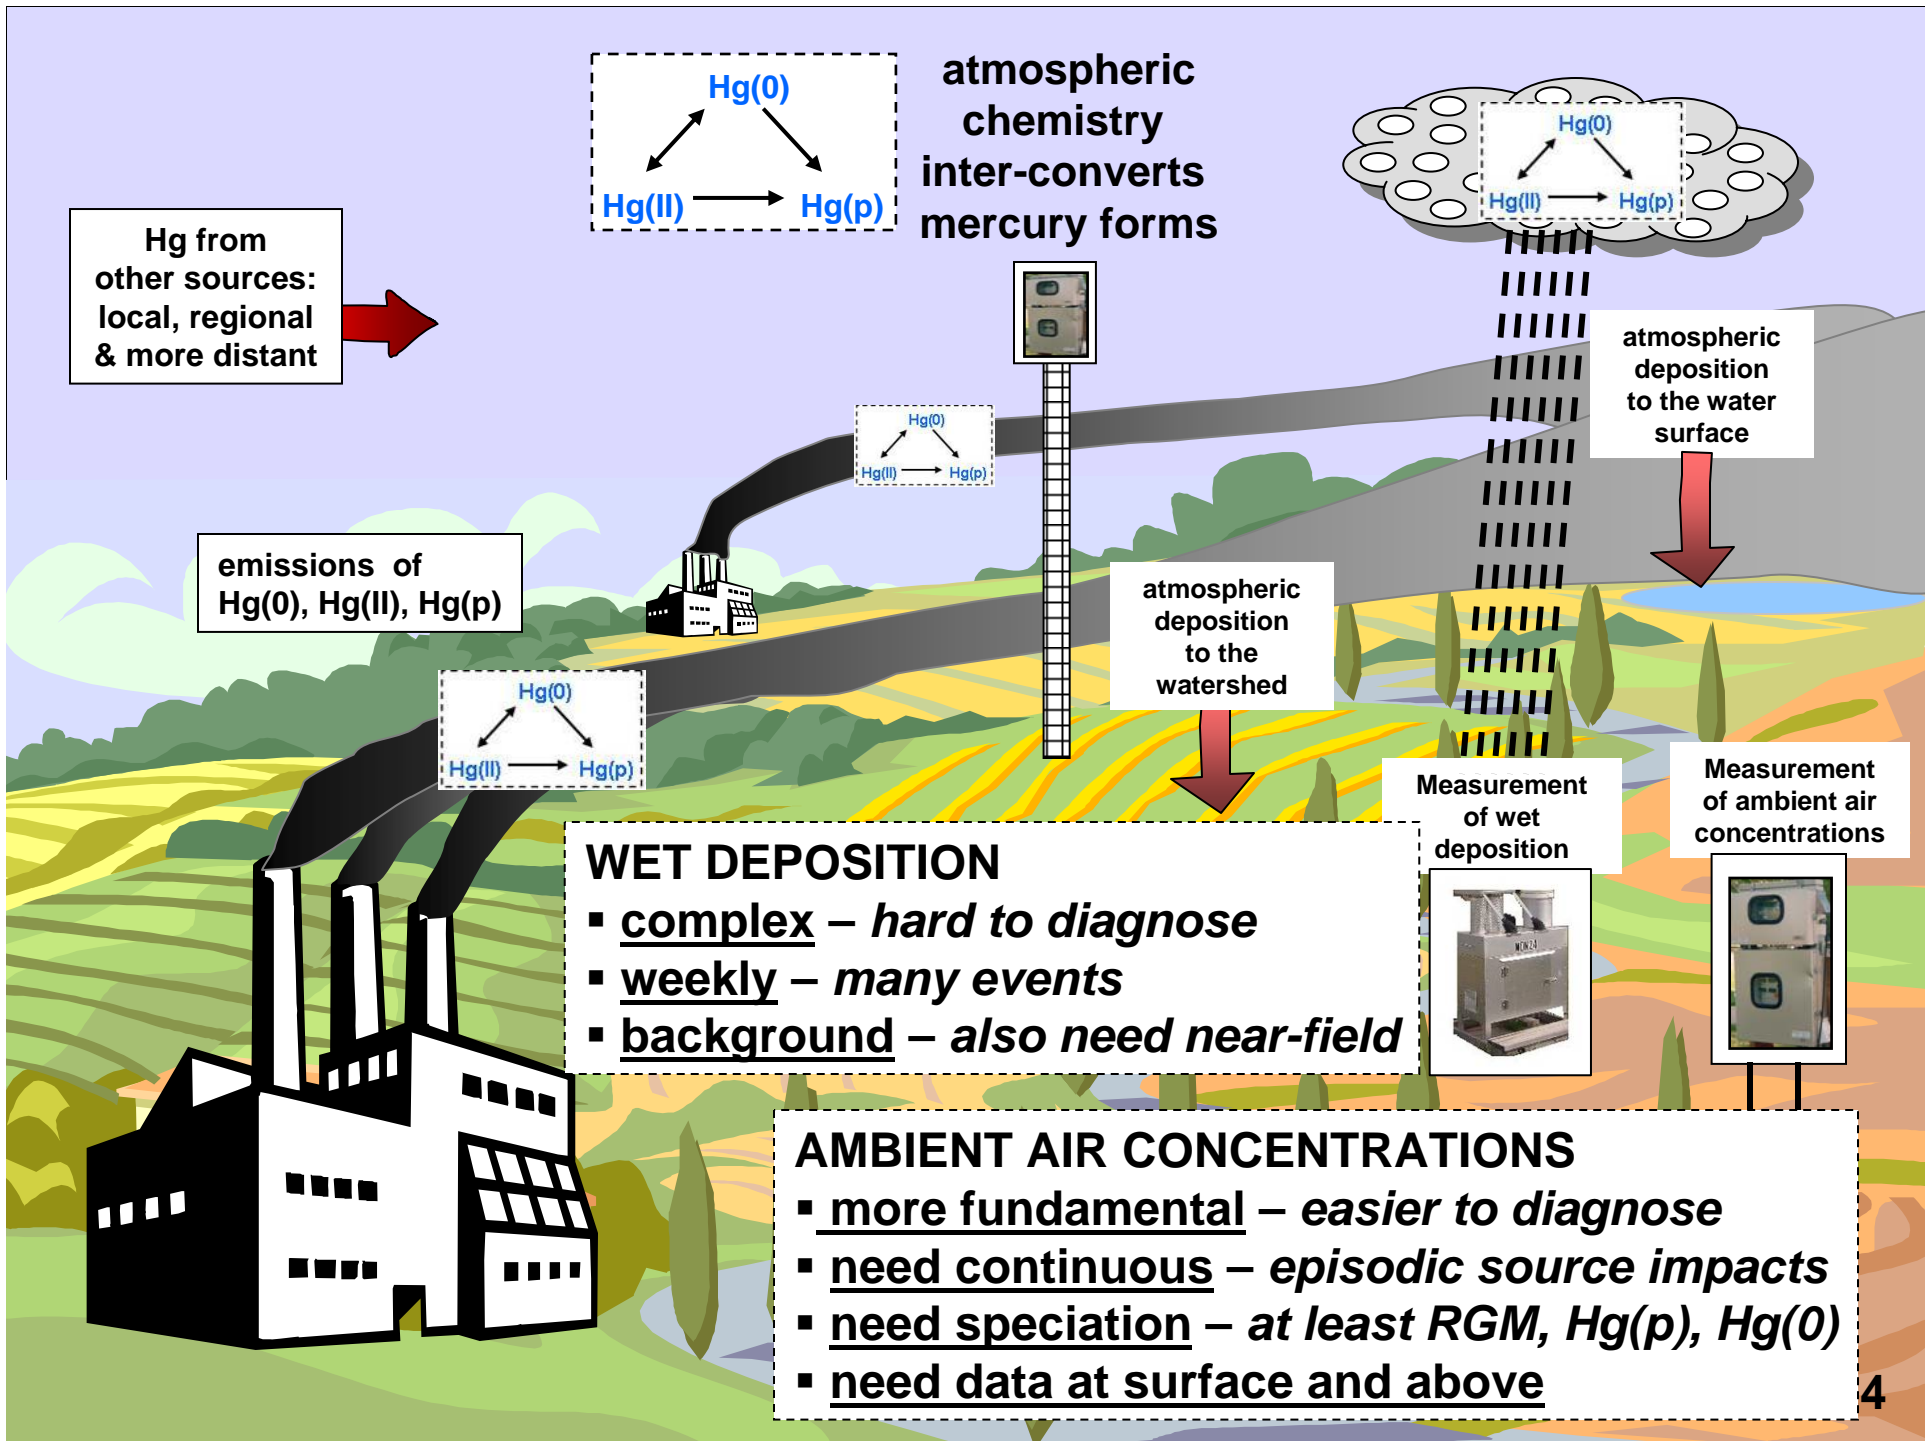 Hg(0)
Hg(II)
Hg(p)
atmospheric
chemistry
inter-converts
mercury forms
Hg(0)
Hg(II)
Hg(p)
Hg from
other sources:
local, regional
& more distant
atmospheric
deposition
to the water
surface
Hg(0)
Hg(II)
Hg(p)
emissions of
Hg(0), Hg(II), Hg(p)
atmospheric
deposition
to the
watershed
Hg(0)
Hg(II)
Hg(p)
Measurement
of wet
deposition
Measurement
of ambient air
concentrations
MDN24
WET DEPOSITION
▪ complex – hard to diagnose
▪ weekly – many events
▪ background – also need near-field
AMBIENT AIR CONCENTRATIONS
▪ more fundamental – easier to diagnose
▪ need continuous – episodic source impacts
▪ need speciation – at least RGM, Hg(p), Hg(0)
▪ need data at surface and above
4